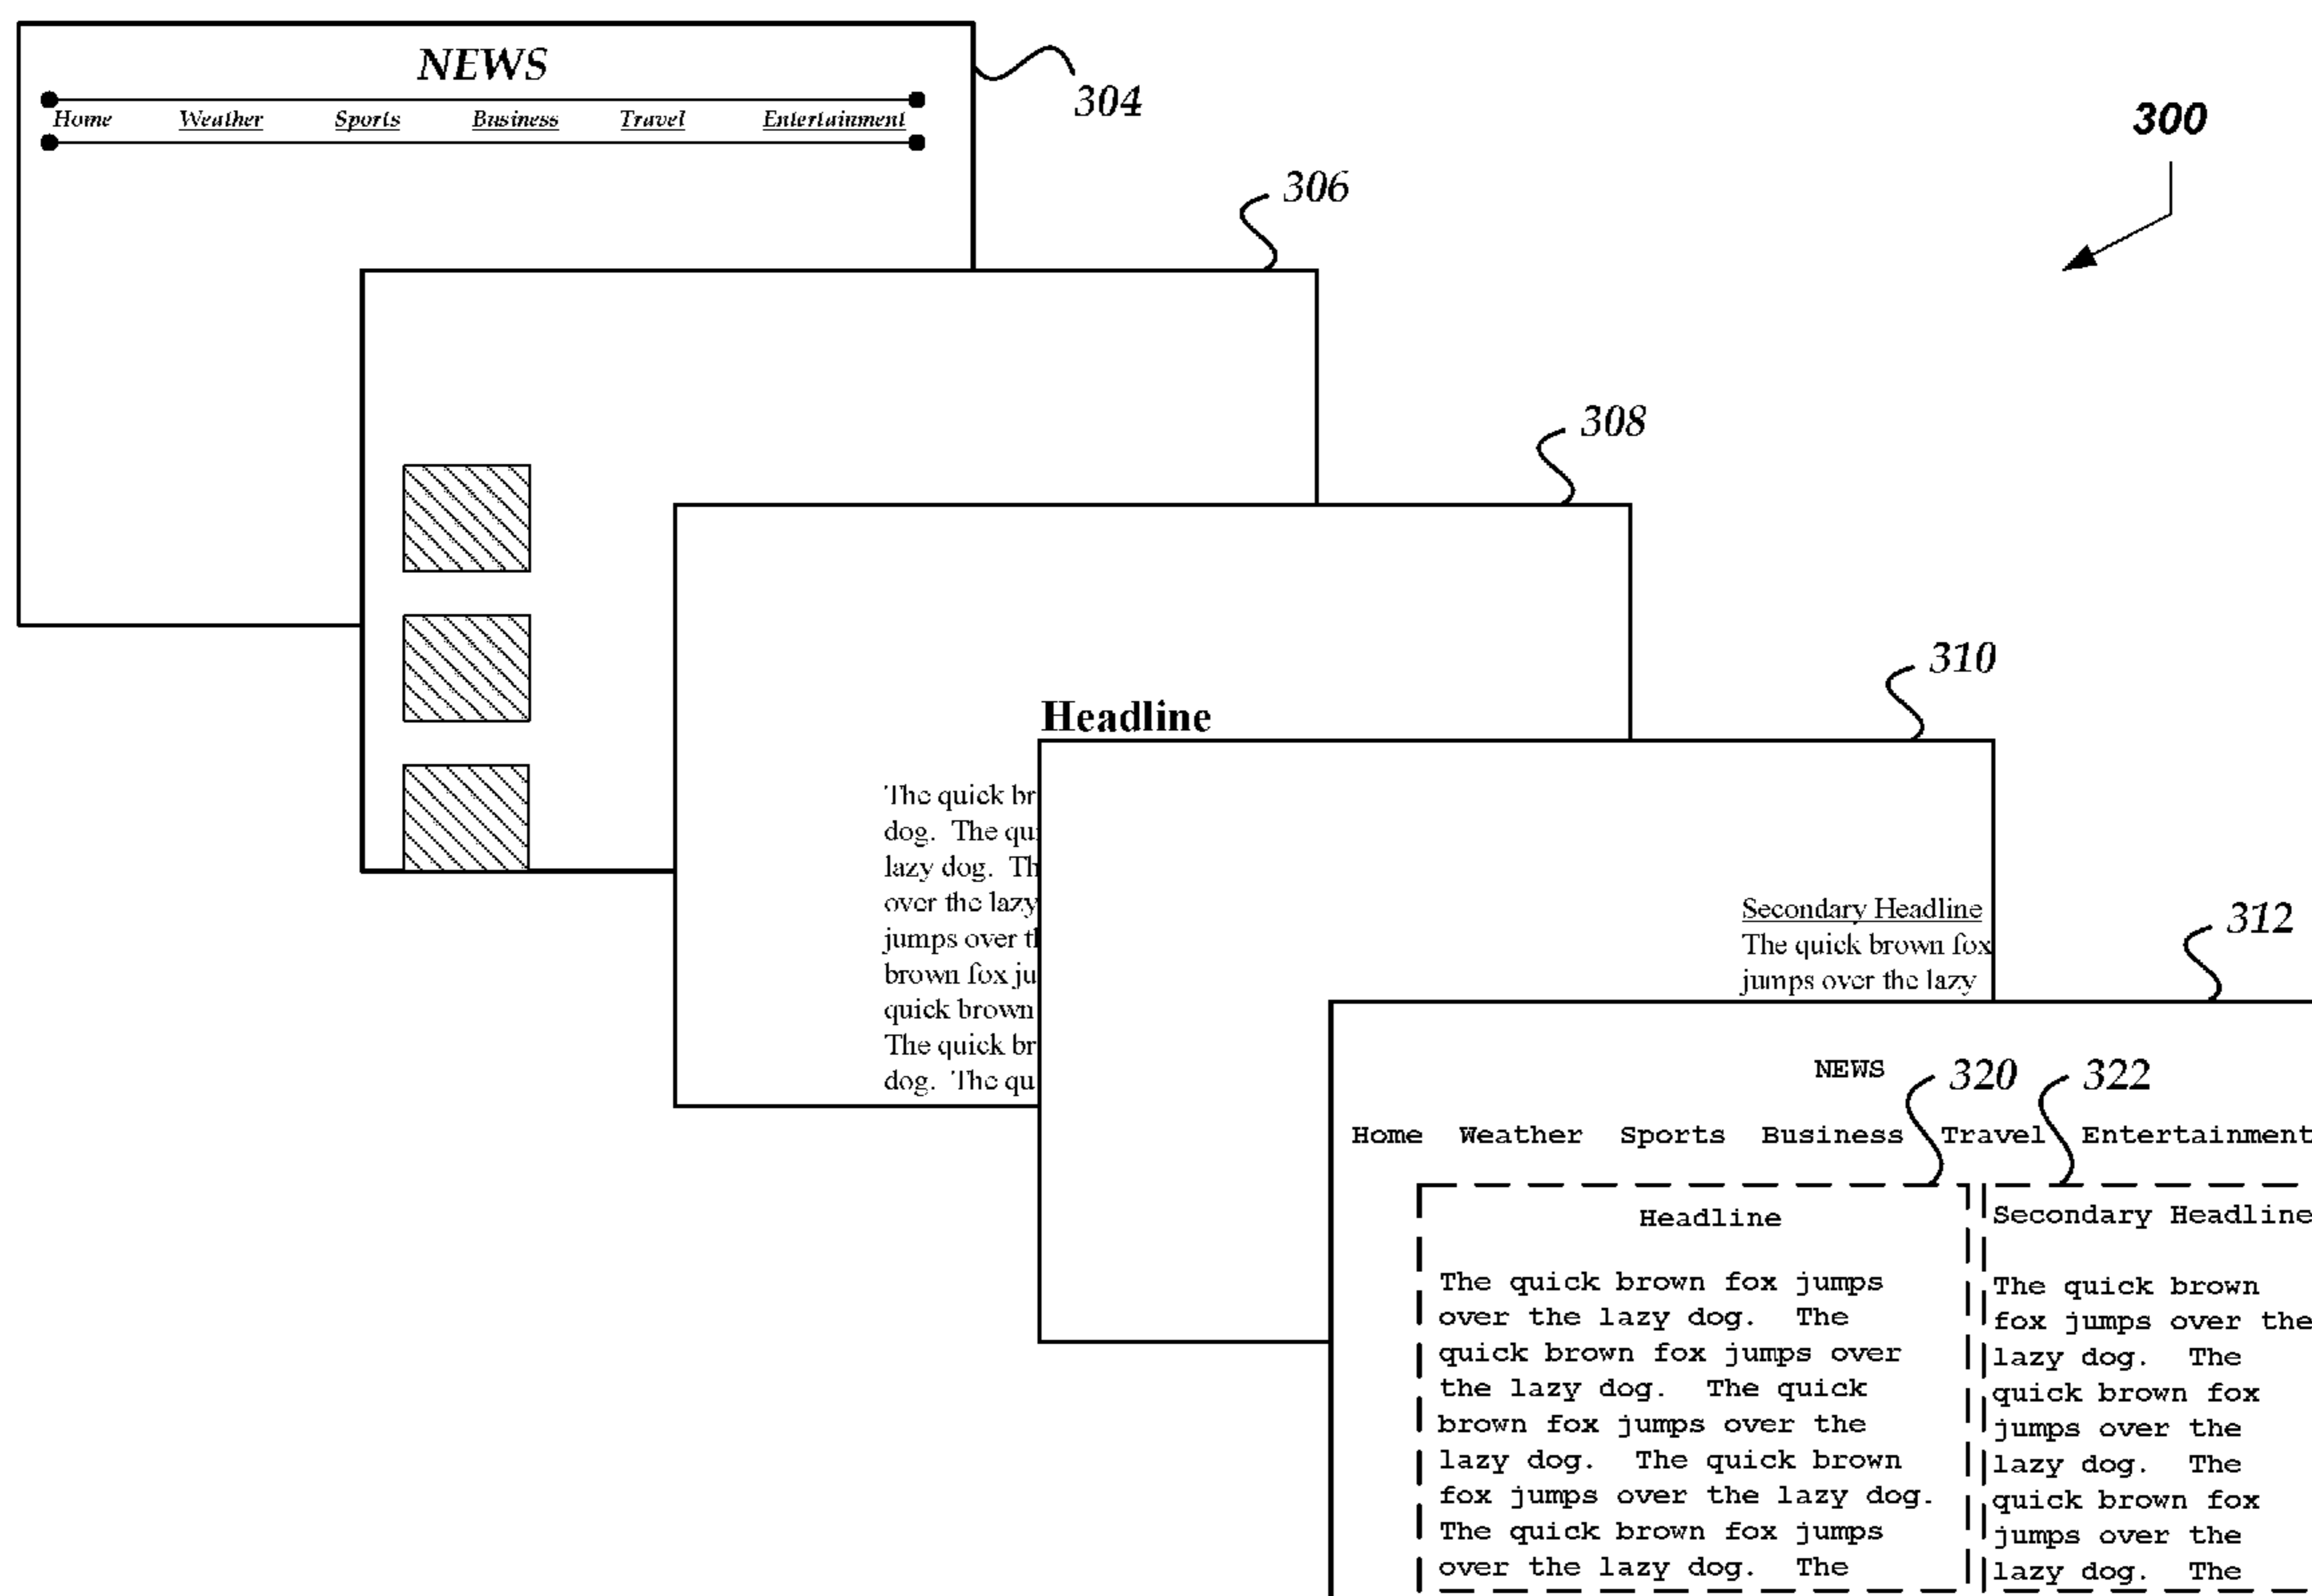 NEWS
Home Weather Sports Business Travel Entertainment
304
300
306
308
310
Headline
The quick br
dog. The qu
lazy dog. Th
over the lazy
jumps over th
brown fox ju
quick brown
The quick br
dog. The qu
Secondary Headline
The quick brown fox
jumps over the lazy
312
NEWS
320
322
Home Weather Sports Business Travel Entertainment
Headline
The quick brown fox jumps
over the lazy dog. The
quick brown fox jumps over
the lazy dog. The quick
brown fox jumps over the
lazy dog. The quick brown
fox jumps over the lazy dog.
The quick brown fox jumps
over the lazy dog. The
Secondary Headline
The quick brown
fox jumps over the
lazy dog. The
quick brown fox
jumps over the
lazy dog. The
quick brown fox
jumps over the
lazy dog. The